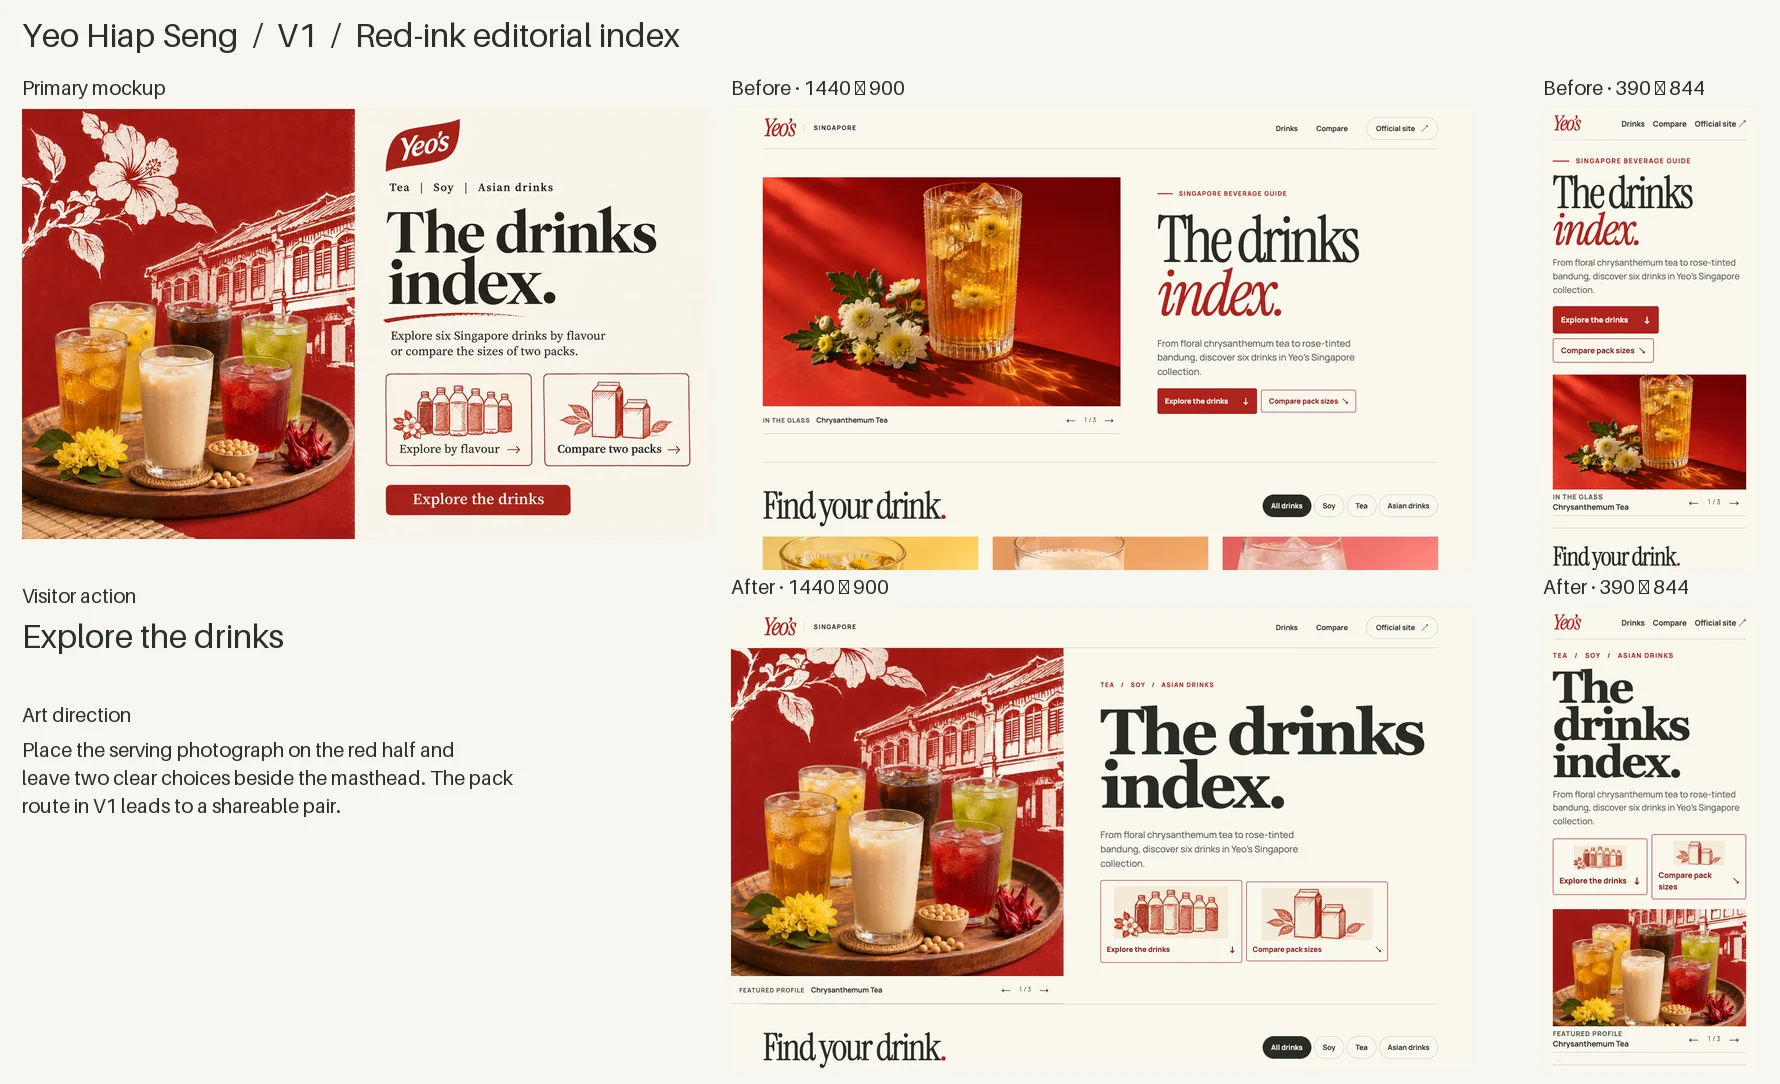 Yeo Hiap Seng / V1 / Red-ink editorial index
Primary mockup
Yeo's
Tea | Soy | Asian drinks
The drinks
index.
Explore six Singapore drinks by flavour
or compare the sizes of two packs.
Explore by flavour →
Compare two packs →
Explore the drinks
Visitor action
Explore the drinks
Art direction
Place the serving photograph on the red half and
leave two clear choices beside the masthead. The pack
route in V1 leads to a shareable pair.
Before · 1440 900
Yeo's SINGAPORE
Drinks Compare Official site ↗
SINGAPORE BEVERAGE GUIDE
The drinks
index.
From floral chrysanthemum tea to rose-tinted
bandung, discover six drinks in Yeo's Singapore
collection.
Explore the drinks ↓
Compare pack sizes ↘
IN THE GLASS Chrysanthemum Tea
← 1 / 3 →
Find your drink.
All drinks Soy Tea Asian drinks
Before · 390 844
Yeo's
Drinks Compare Official site ↗
SINGAPORE BEVERAGE GUIDE
The drinks
index.
From floral chrysanthemum tea to rose-tinted
bandung, discover six drinks in Yeo's Singapore
collection.
Explore the drinks ↓
Compare pack sizes ↘
IN THE GLASS
Chrysanthemum Tea
← 1 / 3 →
Find your drink.
After · 1440 900
Yeo's SINGAPORE
Drinks Compare Official site ↗
TEA / SOY / ASIAN DRINKS
The drinks
index.
From floral chrysanthemum tea to rose-tinted
bandung, discover six drinks in Yeo's Singapore
collection.
Explore the drinks ↓
Compare pack sizes ↘
FEATURED PROFILE Chrysanthemum Tea
← 1 / 3 →
Find your drink.
All drinks Soy Tea Asian drinks
After · 390 844
Yeo's
Drinks Compare Official site ↗
TEA / SOY / ASIAN DRINKS
The
drinks
index.
From floral chrysanthemum tea to rose-tinted
bandung, discover six drinks in Yeo's Singapore
collection.
Explore the drinks ↓
Compare pack
sizes ↘
FEATURED PROFILE
Chrysanthemum Tea
← 1 / 3 →